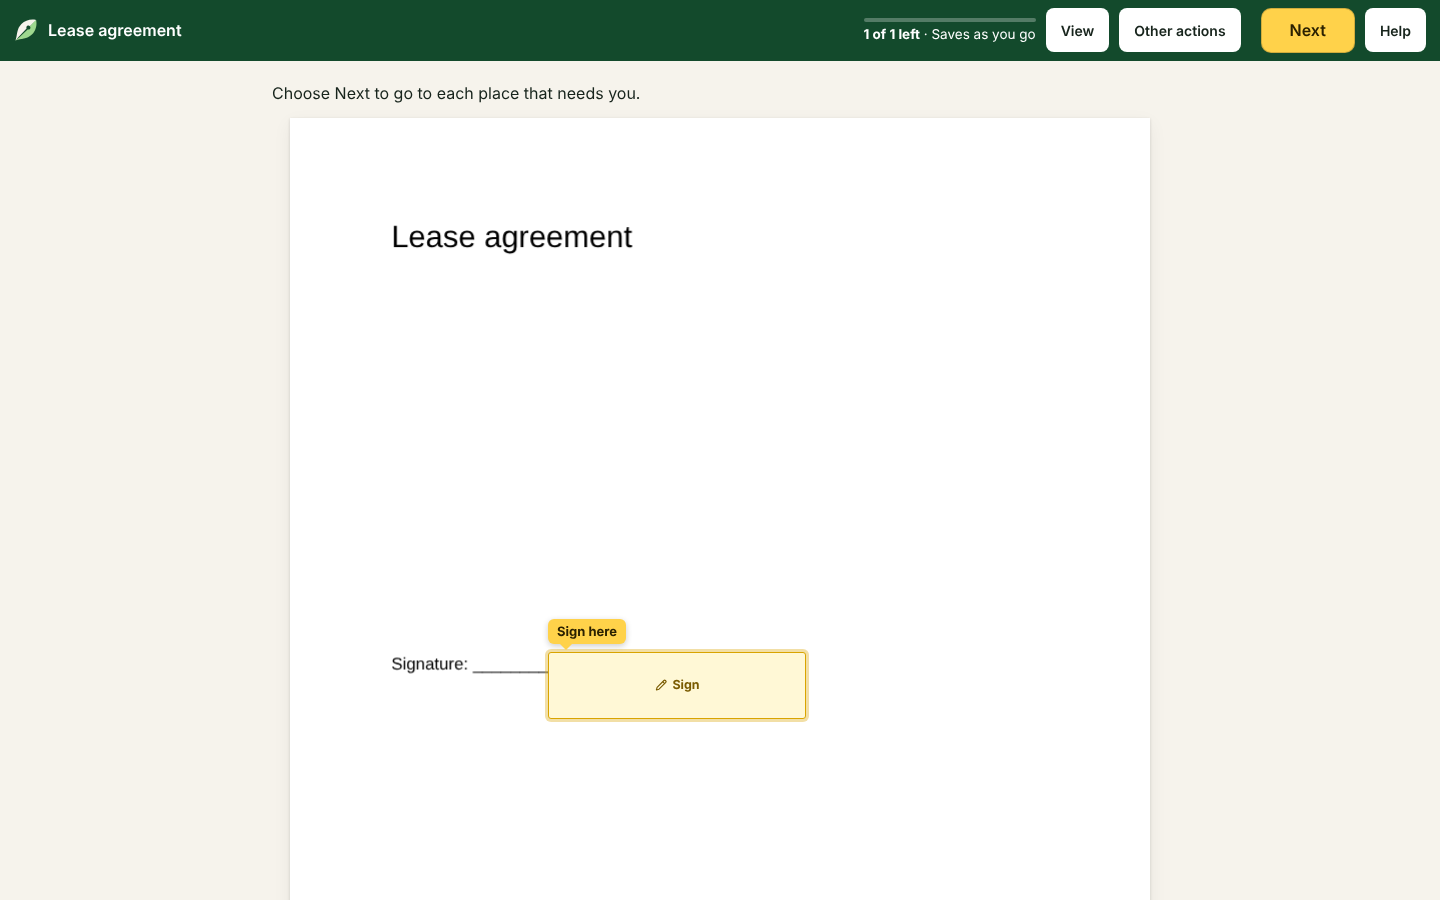 Lease agreement
1 of 1 left · Saves as you go
View
Other actions
Next
Help
Choose Next to go to each place that needs you.
Lease agreement
Sign here
Signature: ________
Sign